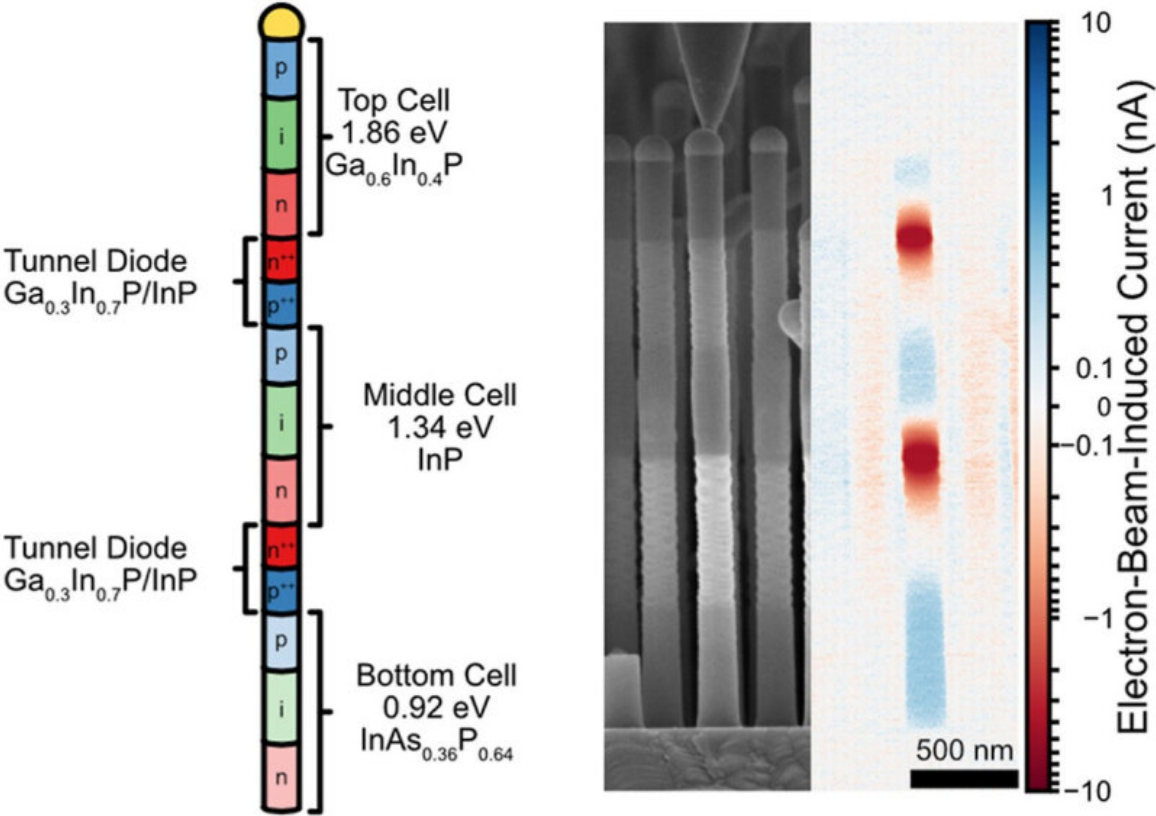 p
i
n
n⁺⁺
p⁺⁺
p
i
n
n⁺⁺
p⁺⁺
p
i
n
Top Cell
1.86 eV
Ga₀.₆In₀.₄P
Tunnel Diode
Ga₀.₃In₀.₇P/InP
Middle Cell
1.34 eV
InP
Tunnel Diode
Ga₀.₃In₀.₇P/InP
Bottom Cell
0.92 eV
InAs₀.₃₆P₀.₆₄
500 nm
10
1
0.1
0
−0.1
−1
−10
Electron-Beam-Induced Current (nA)